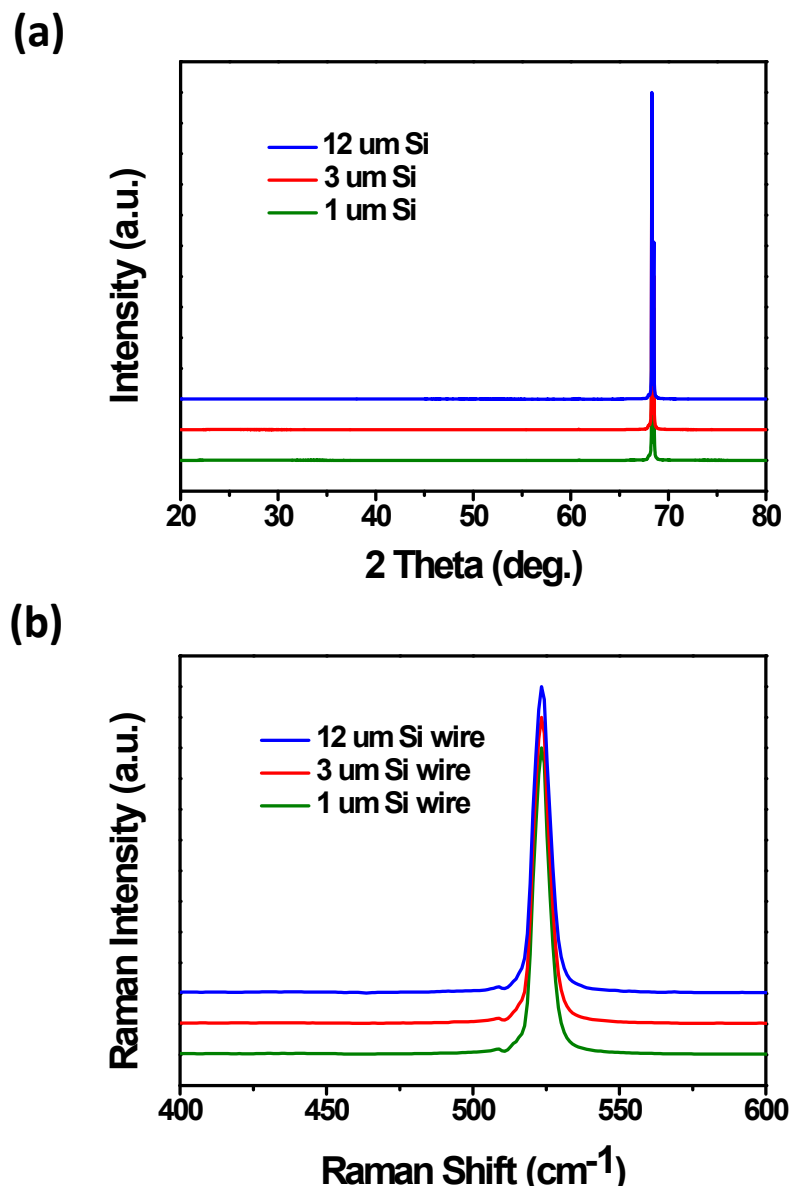 (a)
12 um Si
3 um Si
1 um Si
Intensity (a.u.)
20 30 40 50 60 70 80
2 Theta (deg.)
(b)
12 um Si wire
3 um Si wire
1 um Si wire
Raman Intensity (a.u.)
400 450 500 550 600
Raman Shift (cm⁻¹)